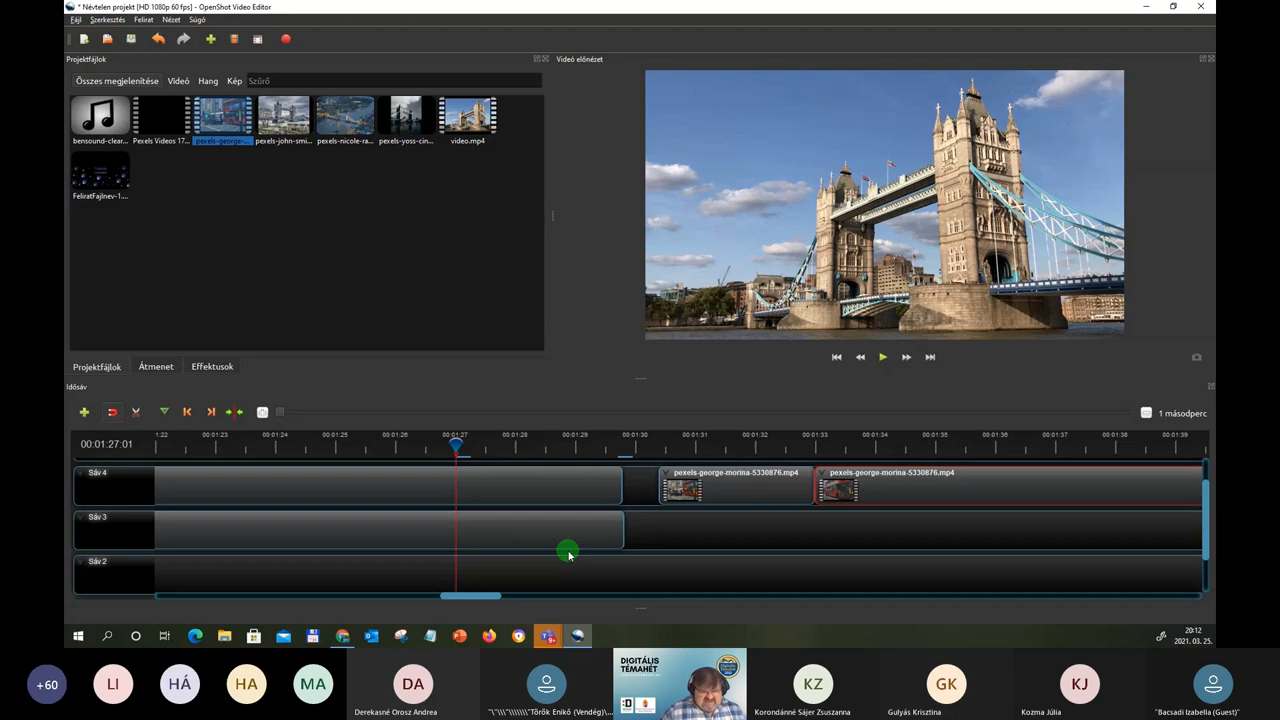 * Névtelen projekt [HD 1080p 60 fps] - OpenShot Video Editor
Fájl Szerkesztés Felirat Nézet Súgó
Projektfájlok
Videó előnézet
Összes megjelenítése Videó Hang Kép Szűrő
bensound-clear... Pexels Videos 17... pexels-george-... pexels-john-smi... pexels-nicole-ra... pexels-yoss-cin... video.mp4
FeliratFajlnev-1....
Projektfájlok Átmenet Effektusok
Idősáv
1 másodperc
00:01:27:01
1:22 00:01:23 00:01:24 00:01:25 00:01:26 00:01:27 00:01:28 00:01:29 00:01:30 00:01:31 00:01:32 00:01:33 00:01:34 00:01:35 00:01:36 00:01:37 00:01:38 00:01:39
Sáv 4
pexels-george-morina-5330876.mp4 pexels-george-morina-5330876.mp4
Sáv 3
Sáv 2
9+
20:12
2021. 03. 25.
DIGITÁLIS
TÉMAHÉT
+60 LI HÁ HA MA DA KZ GK KJ
Derekasné Orosz Andrea "\"\\\"\\\\\\\"Török Enikő (Vendég)\... Korondánné Sájer Zsuzsanna Gulyás Krisztina Kozma Júlia "Bacsadi Izabella (Guest)"